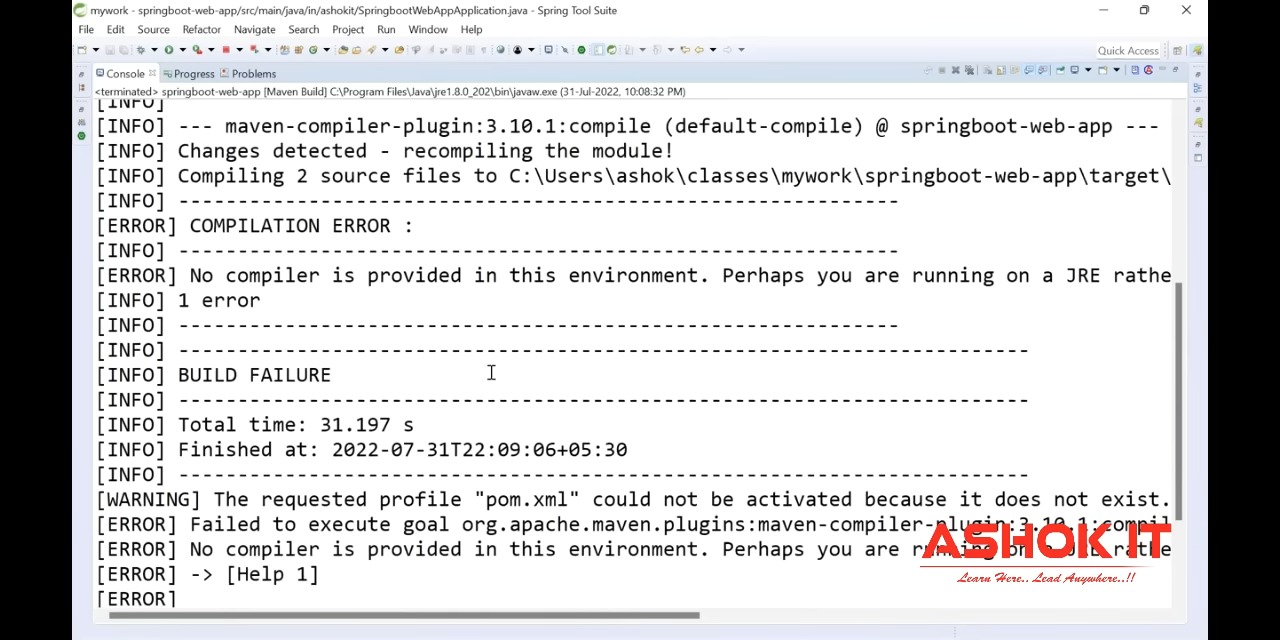 mywork - springboot-web-app/src/main/java/in/ashokit/SpringbootWebAppApplication.java - Spring Tool Suite
File Edit Source Refactor Navigate Search Project Run Window Help
Quick Access
Console Progress Problems
<terminated> springboot-web-app [Maven Build] C:\Program Files\Java\jre1.8.0_202\bin\javaw.exe (31-Jul-2022, 10:08:32 PM)
[INFO]
[INFO] --- maven-compiler-plugin:3.10.1:compile (default-compile) @ springboot-web-app ---
[INFO] Changes detected - recompiling the module!
[INFO] Compiling 2 source files to C:\Users\ashok\classes\mywork\springboot-web-app\target\
[INFO] -------------------------------------------------------------
[ERROR] COMPILATION ERROR :
[INFO] -------------------------------------------------------------
[ERROR] No compiler is provided in this environment. Perhaps you are running on a JRE rathe
[INFO] 1 error
[INFO] -------------------------------------------------------------
[INFO] ------------------------------------------------------------------------
[INFO] BUILD FAILURE
[INFO] ------------------------------------------------------------------------
[INFO] Total time: 31.197 s
[INFO] Finished at: 2022-07-31T22:09:06+05:30
[INFO] ------------------------------------------------------------------------
[WARNING] The requested profile "pom.xml" could not be activated because it does not exist.
[ERROR] Failed to execute goal org.apache.maven.plugins:maven-compiler-plugin:3.10.1:compil
[ERROR] No compiler is provided in this environment. Perhaps you are running on a JRE rathe
[ERROR] -> [Help 1]
[ERROR]
ASHOK IT
Learn Here.. Lead Anywhere..!!